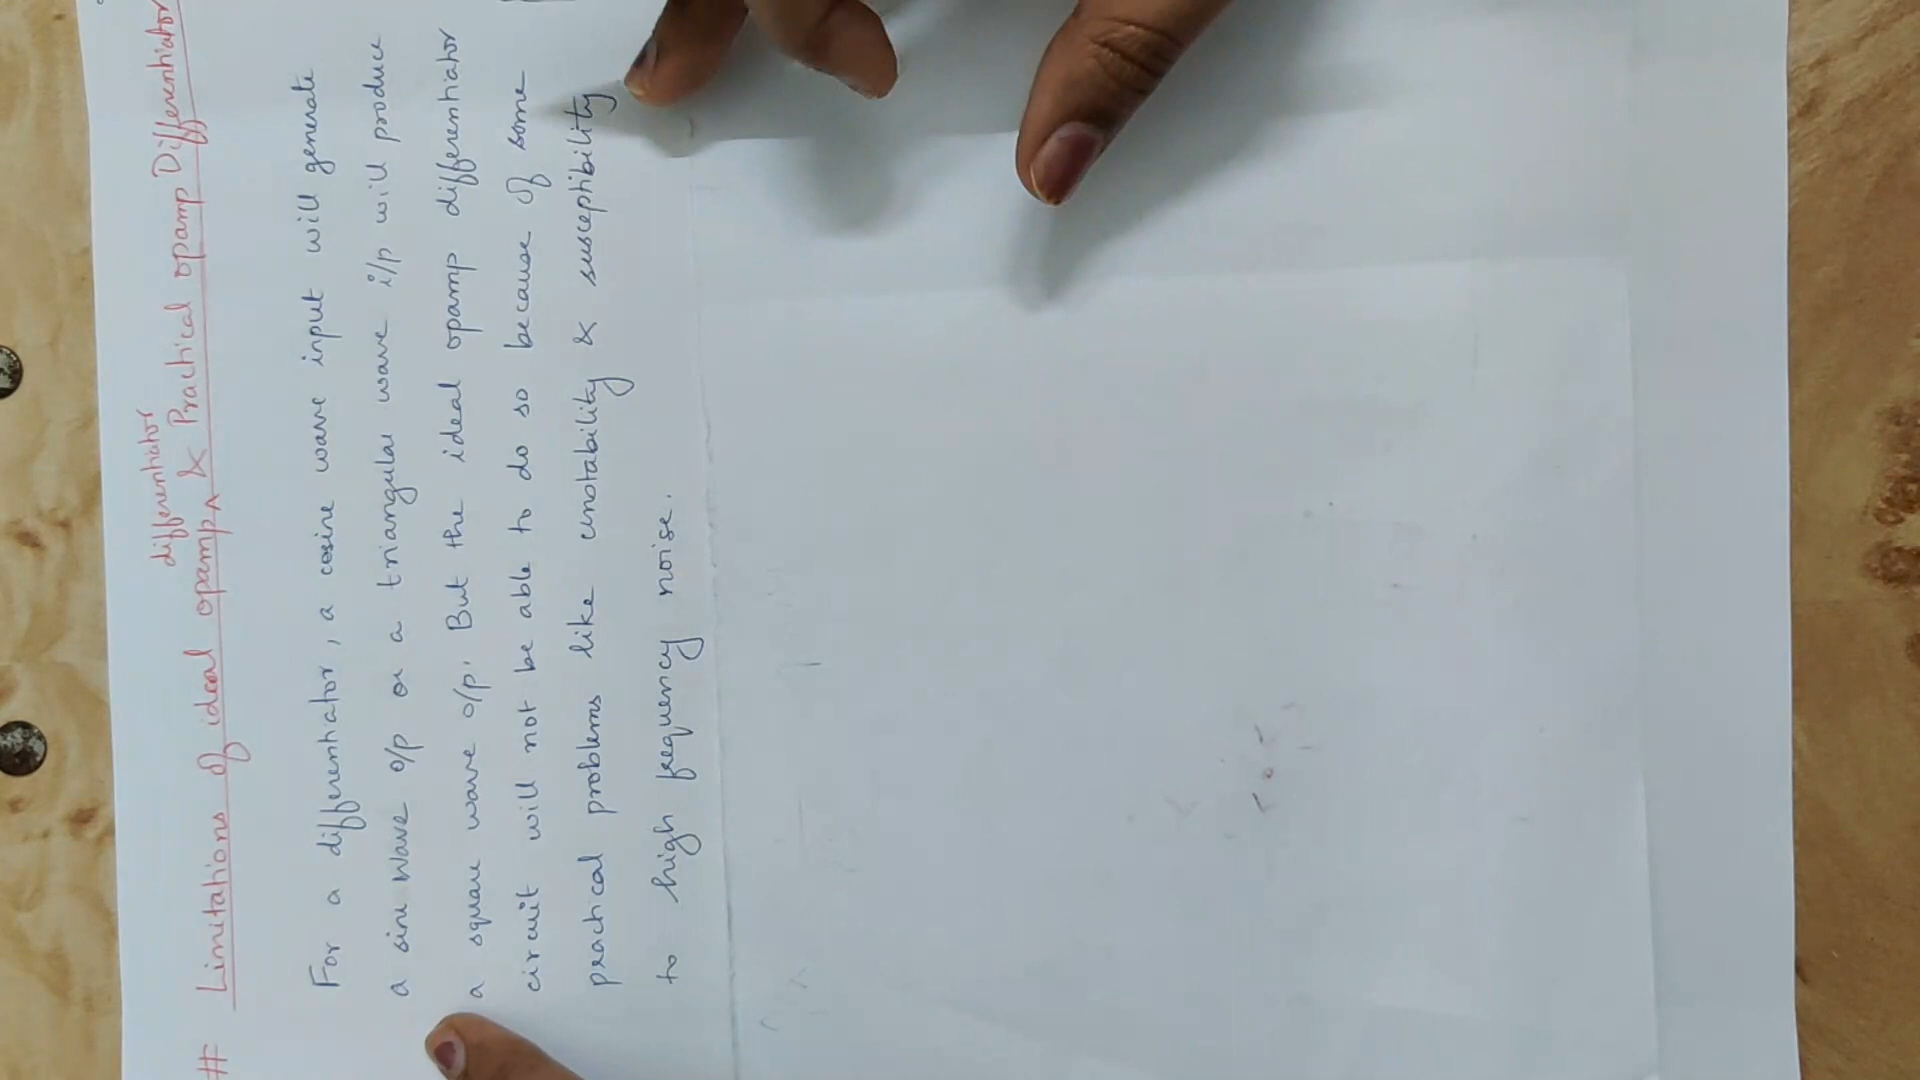 # Limitations of ideal opamp differentiator & Practical opamp Differentiator
For a differentiator, a cosine wave input will generate
a sine wave o/p or a triangular wave i/p will produce
a square wave o/p. But the ideal opamp differentiator
circuit will not be able to do so because of some
practical problems like unstability & susceptibility
to high frequency noise.